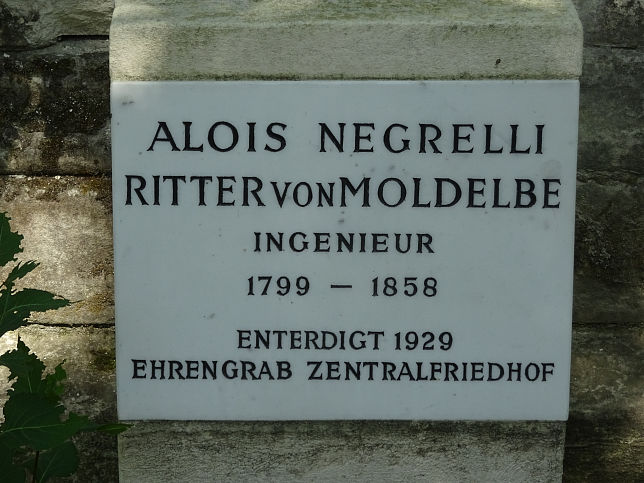 ALOIS NEGRELLI
RITTER VON MOLDELBE
INGENIEUR
1799 – 1858
ENTERDIGT 1929
EHRENGRAB ZENTRALFRIEDHOF